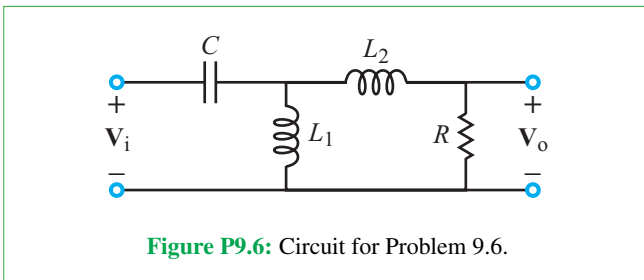 C
L2
+
Vi
−
L1
R
+
Vo
−
Figure P9.6: Circuit for Problem 9.6.